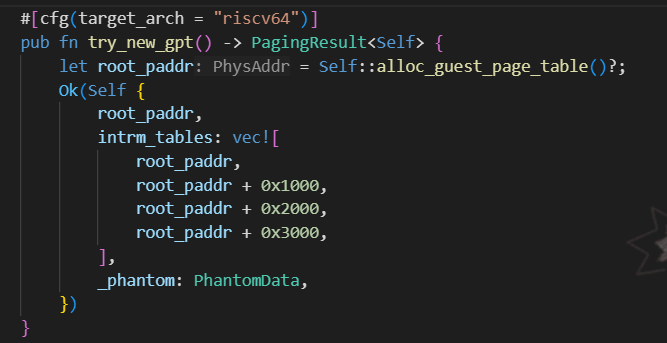 #[cfg(target_arch = "riscv64")]
pub fn try_new_gpt() -> PagingResult<Self> {
    let root_paddr: PhysAddr = Self::alloc_guest_page_table()?;
    Ok(Self {
        root_paddr,
        intrm_tables: vec![
            root_paddr,
            root_paddr + 0x1000,
            root_paddr + 0x2000,
            root_paddr + 0x3000,
        ],
        _phantom: PhantomData,
    })
}